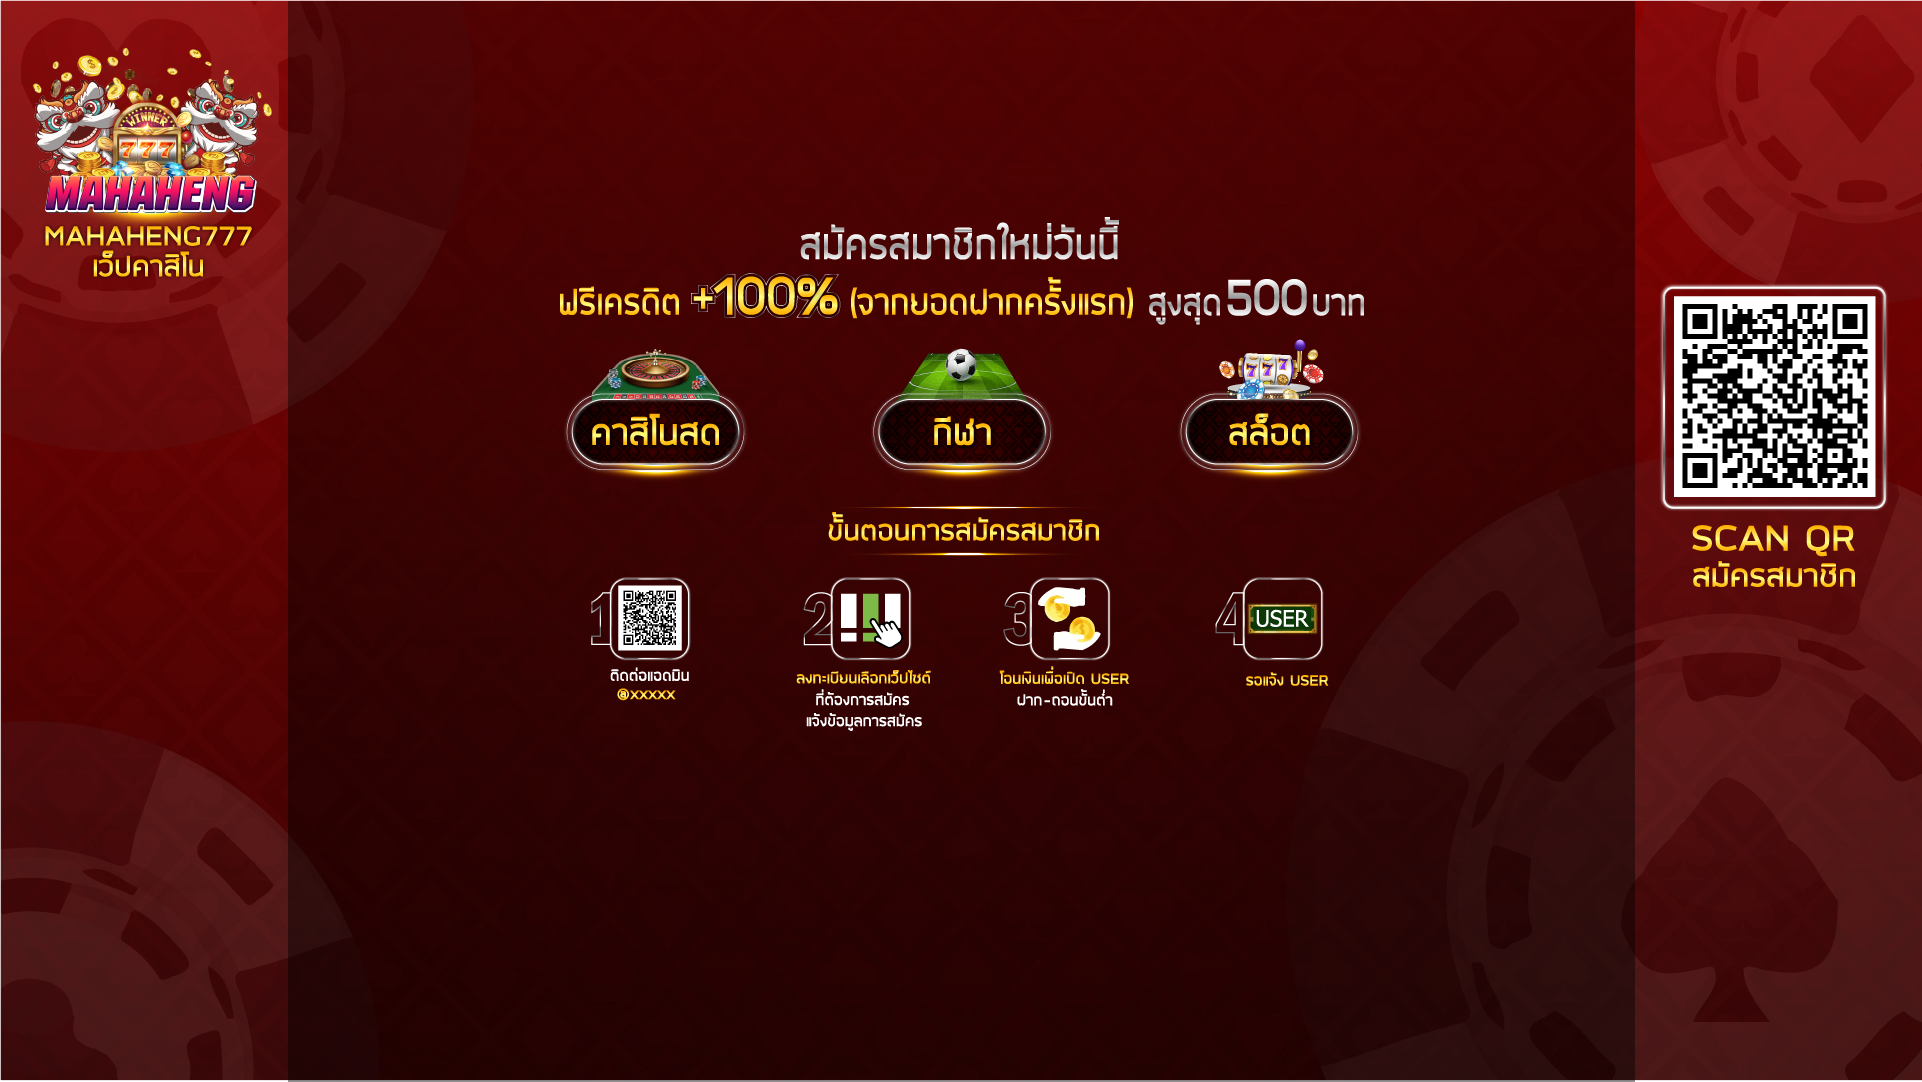 WINNER
777
MAHAHENG
MAHAHENG777
เว็ปคาสิโน
สมัครสมาชิกใหม่วันนี้
ฟรีเครดิต +100% (จากยอดฝากครั้งแรก) สูงสุด 500 บาท
777
คาสิโนสด
กีฬา
สล็อต
ขั้นตอนการสมัครสมาชิก
1
ติดต่อแอดมิน
@xxxxx
2
ลงทะเบียนเลือกเว็ปไซต์
ที่ต้องการสมัคร
แจ้งข้อมูลการสมัคร
3
โอนเงินเพื่อเปิด USER
ฝาก-ถอนขั้นต่ำ
4
USER
รอแจ้ง USER
SCAN QR
สมัครสมาชิก